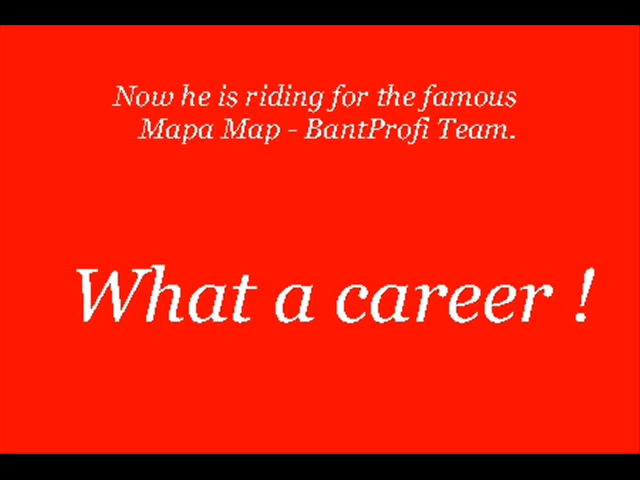 Now he is riding for the famous
Mapa Map - BantProfi Team.
What a career !